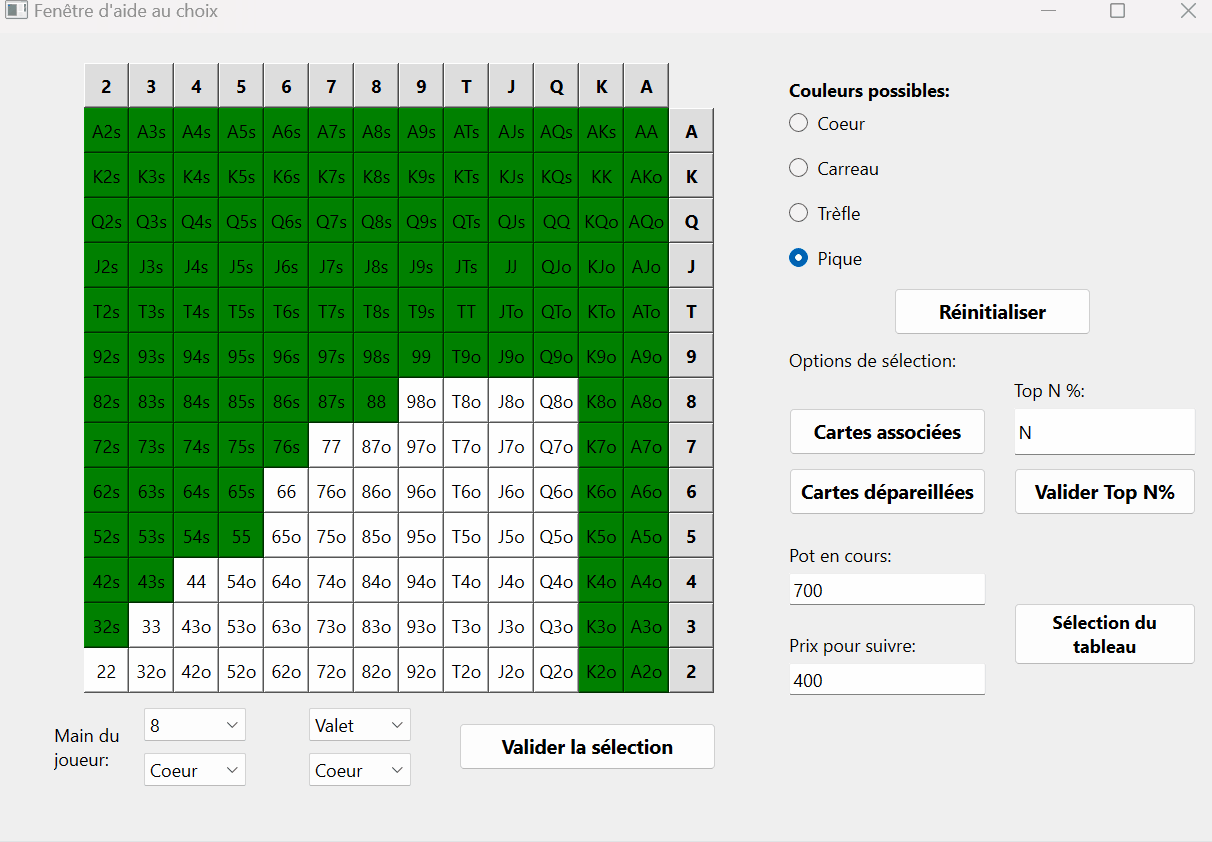 Fenêtre d'aide au choix
2 3 4 5 6 7 8 9 T J Q K A
A2s A3s A4s A5s A6s A7s A8s A9s ATs AJs AQs AKs AA A
K2s K3s K4s K5s K6s K7s K8s K9s KTs KJs KQs KK AKo K
Q2s Q3s Q4s Q5s Q6s Q7s Q8s Q9s QTs QJs QQ KQo AQo Q
J2s J3s J4s J5s J6s J7s J8s J9s JTs JJ QJo KJo AJo J
T2s T3s T4s T5s T6s T7s T8s T9s TT JTo QTo KTo ATo T
92s 93s 94s 95s 96s 97s 98s 99 T9o J9o Q9o K9o A9o 9
82s 83s 84s 85s 86s 87s 88 98o T8o J8o Q8o K8o A8o 8
72s 73s 74s 75s 76s 77 87o 97o T7o J7o Q7o K7o A7o 7
62s 63s 64s 65s 66 76o 86o 96o T6o J6o Q6o K6o A6o 6
52s 53s 54s 55 65o 75o 85o 95o T5o J5o Q5o K5o A5o 5
42s 43s 44 54o 64o 74o 84o 94o T4o J4o Q4o K4o A4o 4
32s 33 43o 53o 63o 73o 83o 93o T3o J3o Q3o K3o A3o 3
22 32o 42o 52o 62o 72o 82o 92o T2o J2o Q2o K2o A2o 2
Main du
joueur:
8 Valet
Coeur Coeur
Valider la sélection
Couleurs possibles:
Coeur
Carreau
Trèfle
Pique
Réinitialiser
Options de sélection:
Top N %:
Cartes associées
N
Cartes dépareillées
Valider Top N%
Pot en cours:
700
Sélection du
tableau
Prix pour suivre:
400